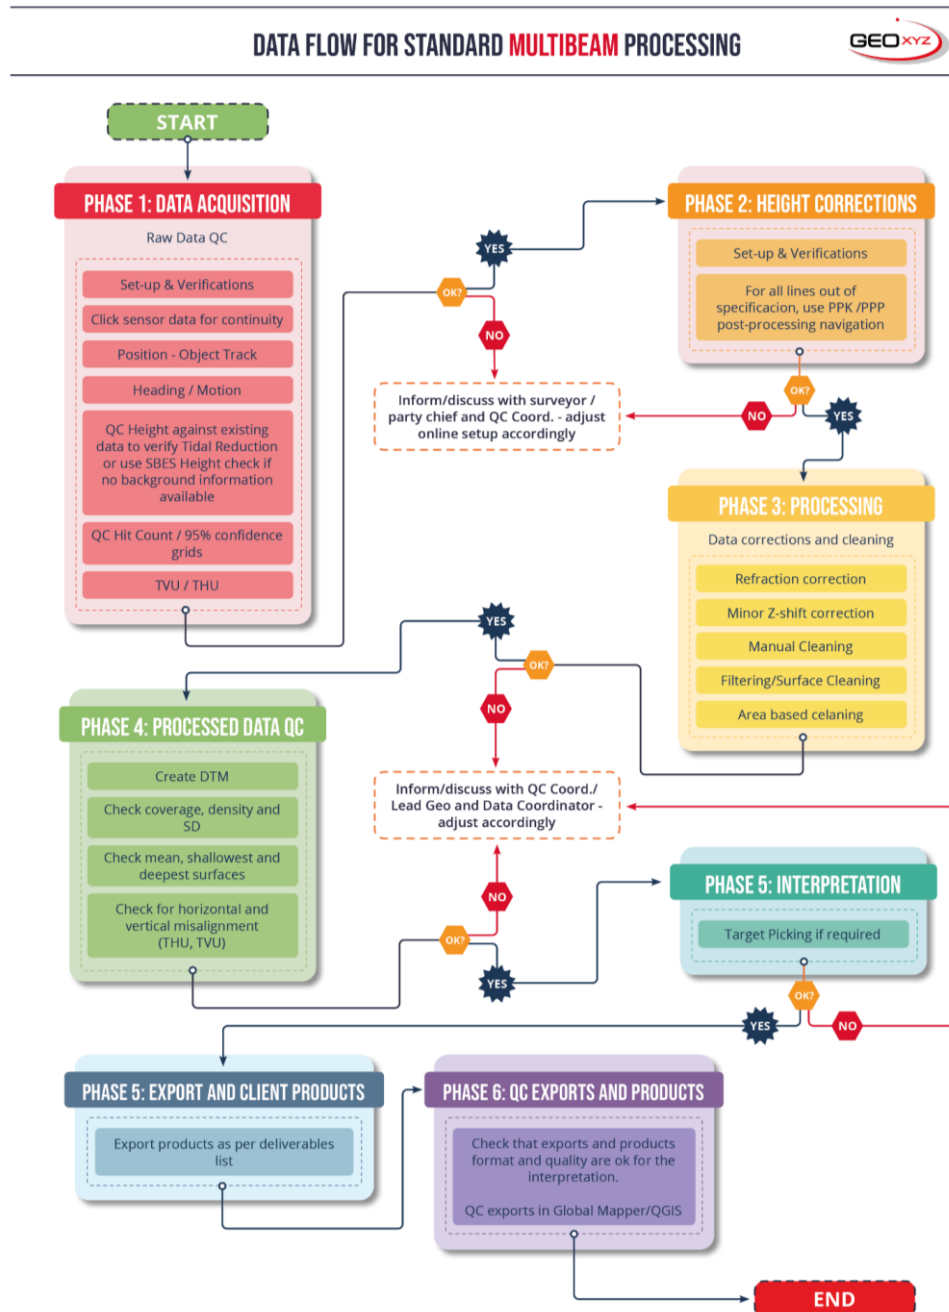 DATA FLOW FOR STANDARD MULTIBEAM PROCESSING
GEO XYZ
START
PHASE 1: DATA ACQUISITION
Raw Data QC
Set-up & Verifications
Click sensor data for continuity
Position - Object Track
Heading / Motion
QC Height against existing
data to verify Tidal Reduction
or use SBES Height check if
no background information
available
QC Hit Count / 95% confidence
grids
TVU / THU
OK?
YES
NO
Inform/discuss with surveyor /
party chief and QC Coord. - adjust
online setup accordingly
PHASE 2: HEIGHT CORRECTIONS
Set-up & Verifications
For all lines out of
specificacion, use PPK /PPP
post-processing navigation
OK?
NO
YES
PHASE 3: PROCESSING
Data corrections and cleaning
Refraction correction
Minor Z-shift correction
Manual Cleaning
Filtering/Surface Cleaning
Area based celaning
YES
OK?
NO
Inform/discuss with QC Coord./
Lead Geo and Data Coordinator -
adjust accordingly
PHASE 4: PROCESSED DATA QC
Create DTM
Check coverage, density and
SD
Check mean, shallowest and
deepest surfaces
Check for horizontal and
vertical misalignment
(THU, TVU)
NO
OK?
YES
PHASE 5: INTERPRETATION
Target Picking if required
OK?
YES
NO
PHASE 5: EXPORT AND CLIENT PRODUCTS
Export products as per deliverables
list
PHASE 6: QC EXPORTS AND PRODUCTS
Check that exports and products
format and quality are ok for the
interpretation.
QC exports in Global Mapper/QGIS
END